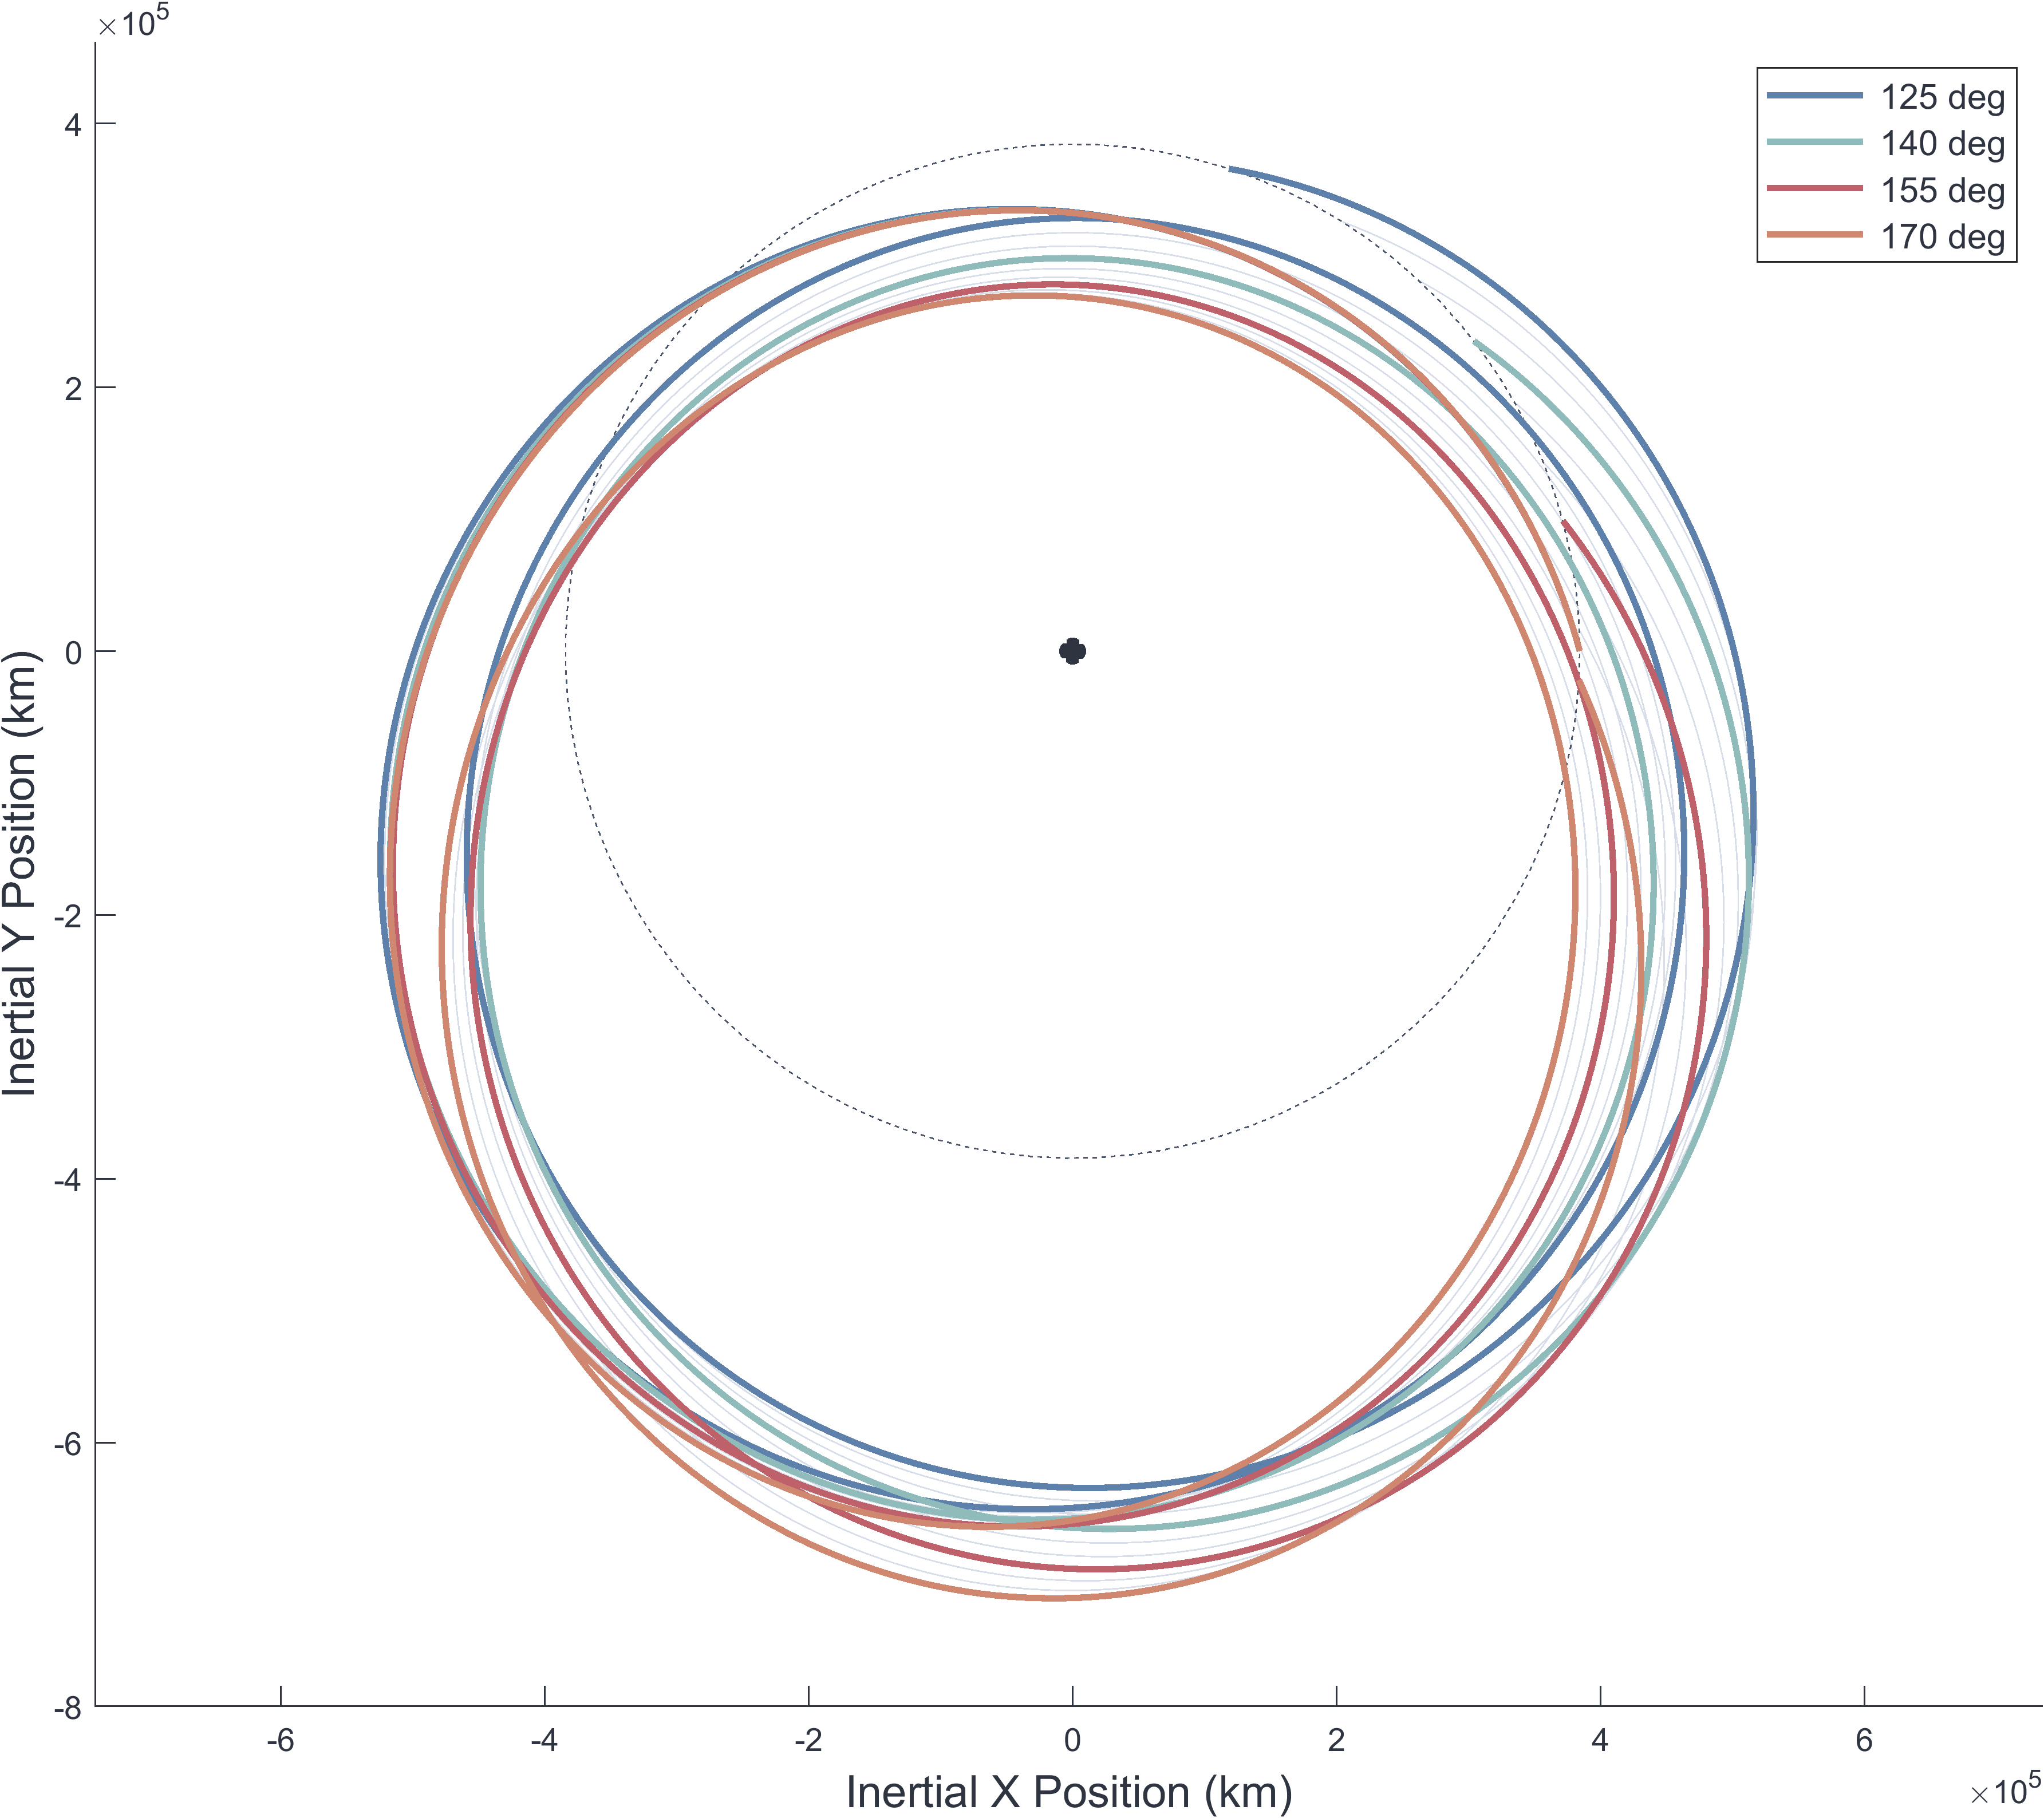 ×10⁵
125 deg
140 deg
155 deg
170 deg
4
2
0
-2
-4
-6
-8
Inertial Y Position (km)
-6
-4
-2
0
2
4
6
Inertial X Position (km)
×10⁵